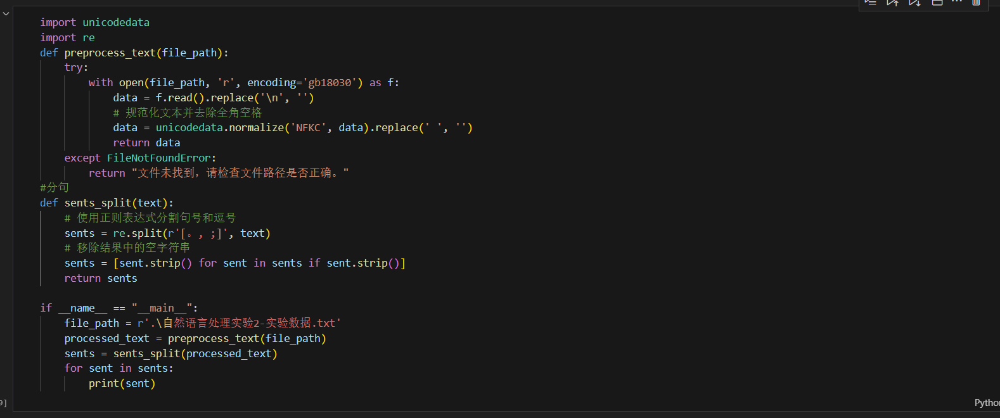 import unicodedata
import re
def preprocess_text(file_path):
    try:
        with open(file_path, 'r', encoding='gb18030') as f:
            data = f.read().replace('\n', '')
            # 规范化文本并去除全角空格
            data = unicodedata.normalize('NFKC', data).replace(' ', '')
            return data
    except FileNotFoundError:
        return "文件未找到，请检查文件路径是否正确。"
#分句
def sents_split(text):
    # 使用正则表达式分割句号和逗号
    sents = re.split(r'[。, ;]', text)
    # 移除结果中的空字符串
    sents = [sent.strip() for sent in sents if sent.strip()]
    return sents
if __name__ == "__main__":
    file_path = r'.\自然语言处理实验2-实验数据.txt'
    processed_text = preprocess_text(file_path)
    sents = sents_split(processed_text)
    for sent in sents:
        print(sent)
9]
Python